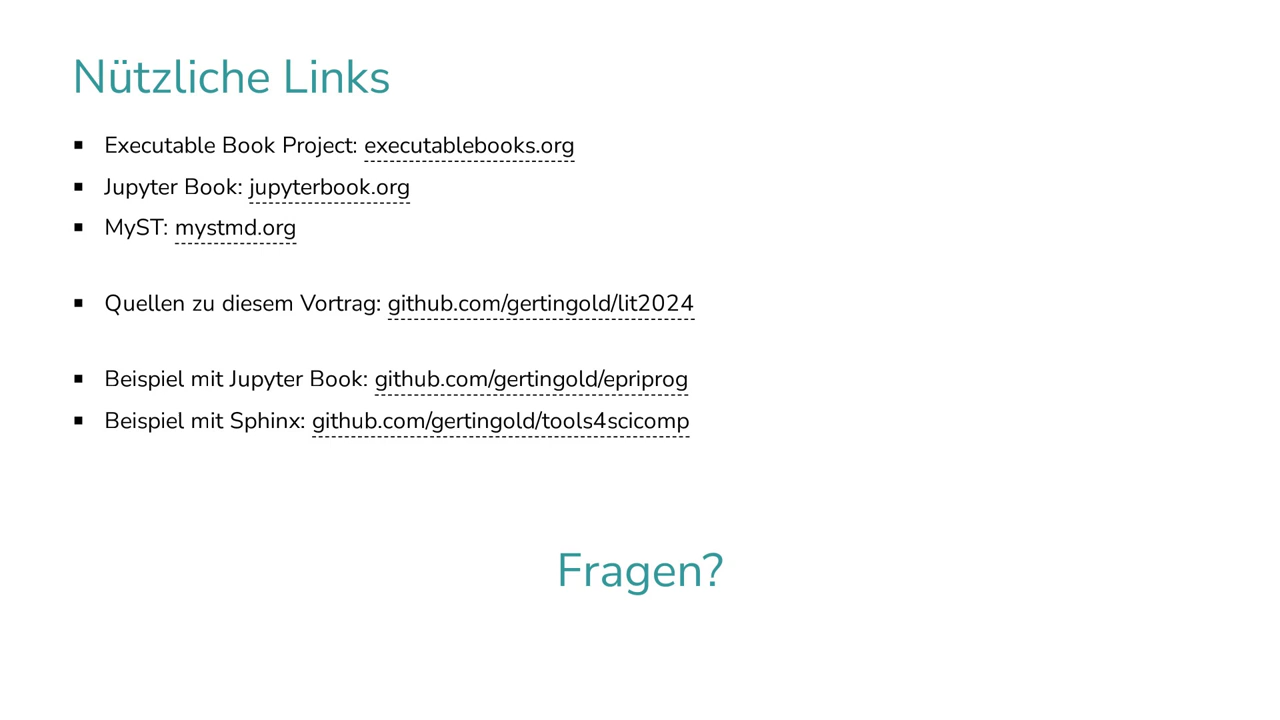 Nützliche Links
▪ Executable Book Project: executablebooks.org
▪ Jupyter Book: jupyterbook.org
▪ MyST: mystmd.org
▪ Quellen zu diesem Vortrag: github.com/gertingold/lit2024
▪ Beispiel mit Jupyter Book: github.com/gertingold/epriprog
▪ Beispiel mit Sphinx: github.com/gertingold/tools4scicomp
Fragen?